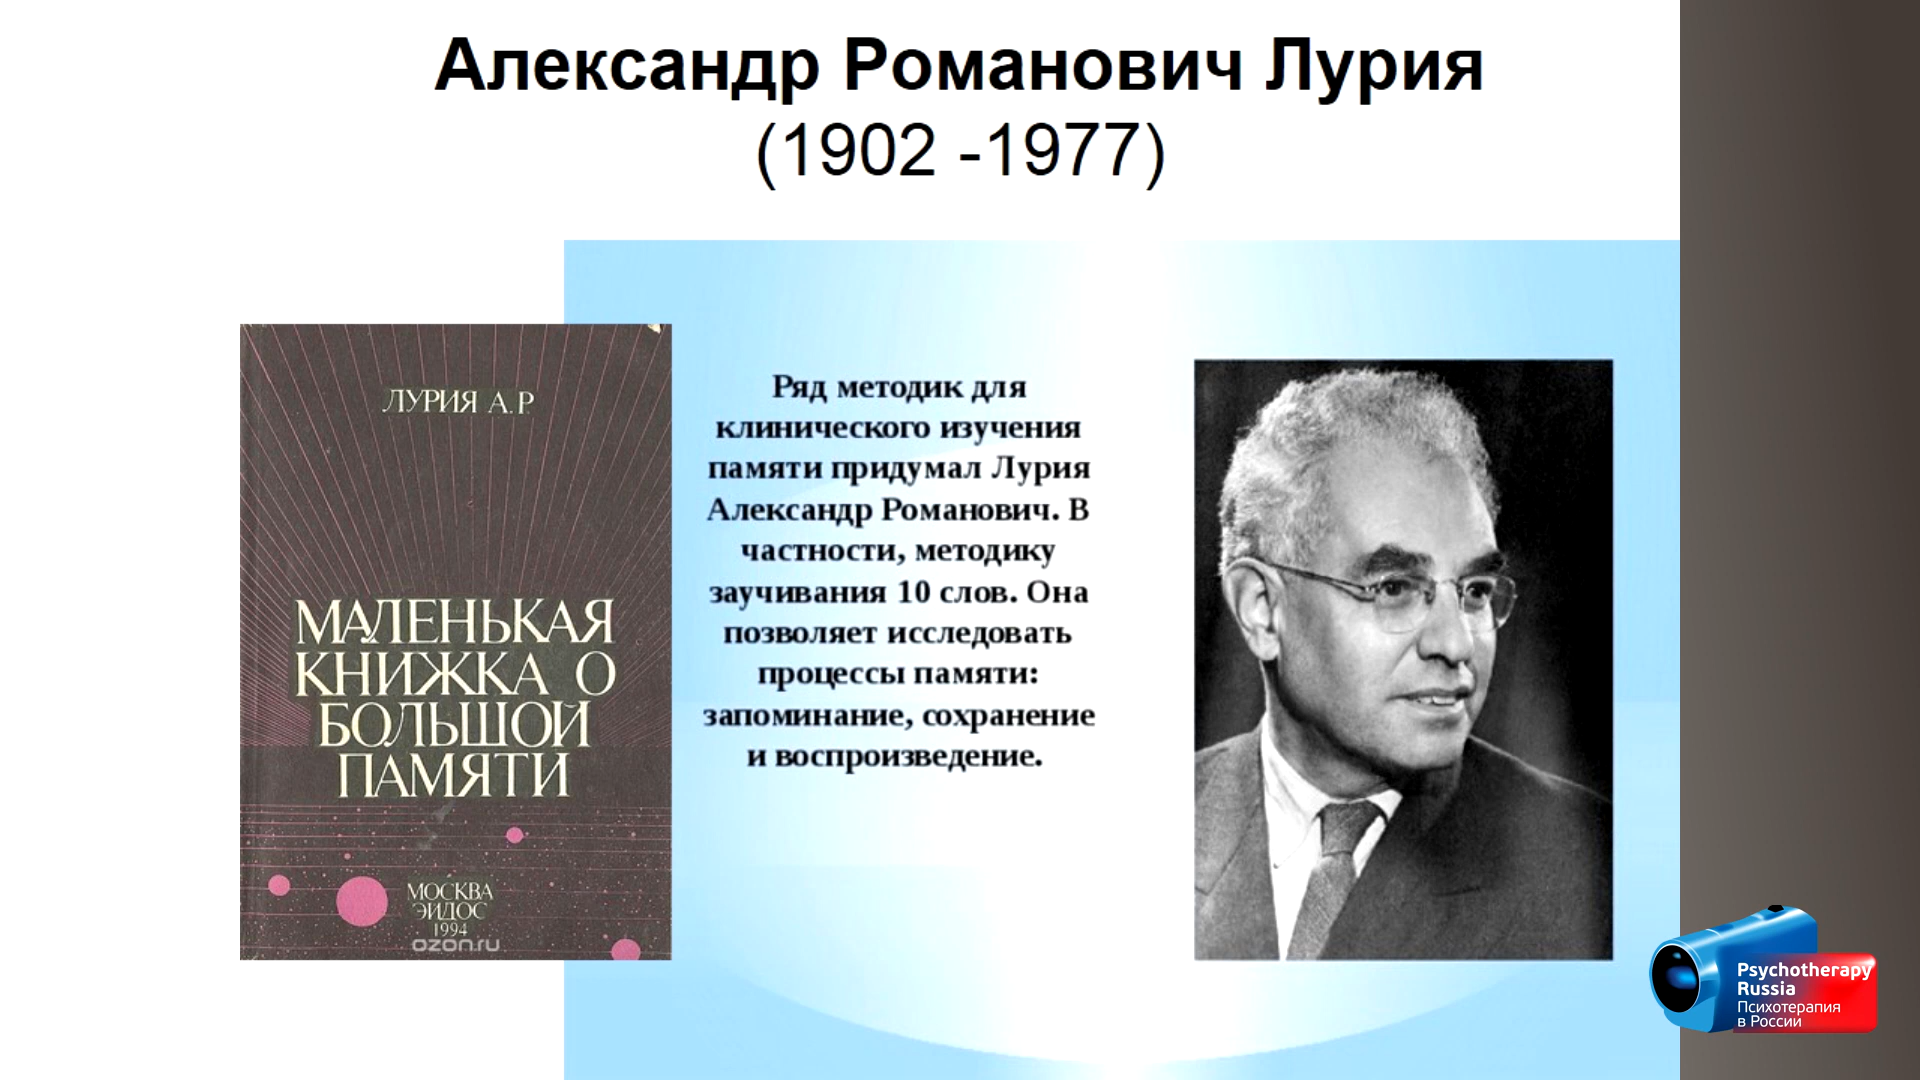 Александр Романович Лурия
(1902 -1977)
ЛУРИЯ А.Р.
МАЛЕНЬКАЯ
КНИЖКА О
БОЛЬШОЙ
ПАМЯТИ
МОСКВА
ЭЙДОС
1994
ozon.ru
Ряд методик для
клинического изучения
памяти придумал Лурия
Александр Романович. В
частности, методику
заучивания 10 слов. Она
позволяет исследовать
процессы памяти:
запоминание, сохранение
и воспроизведение.
Psychotherapy
Russia
Психотерапия
в России